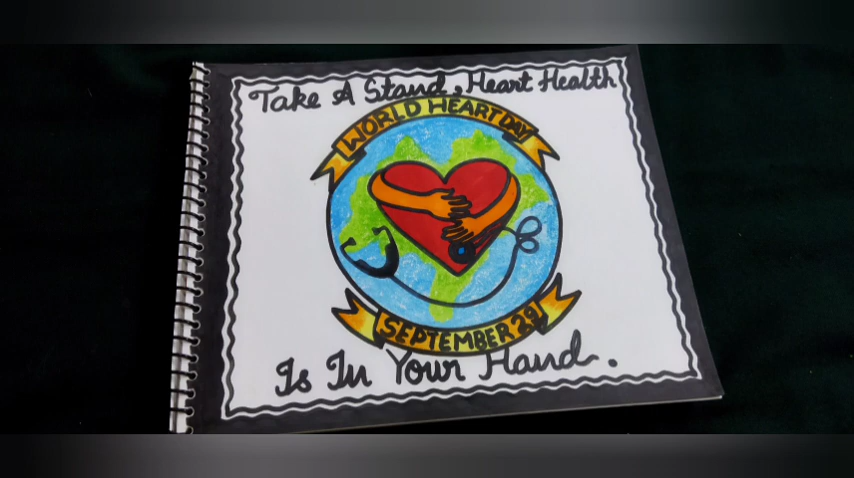 Take A Stand, Heart Health
WORLD HEART DAY
SEPTEMBER 29
Is In Your Hand.